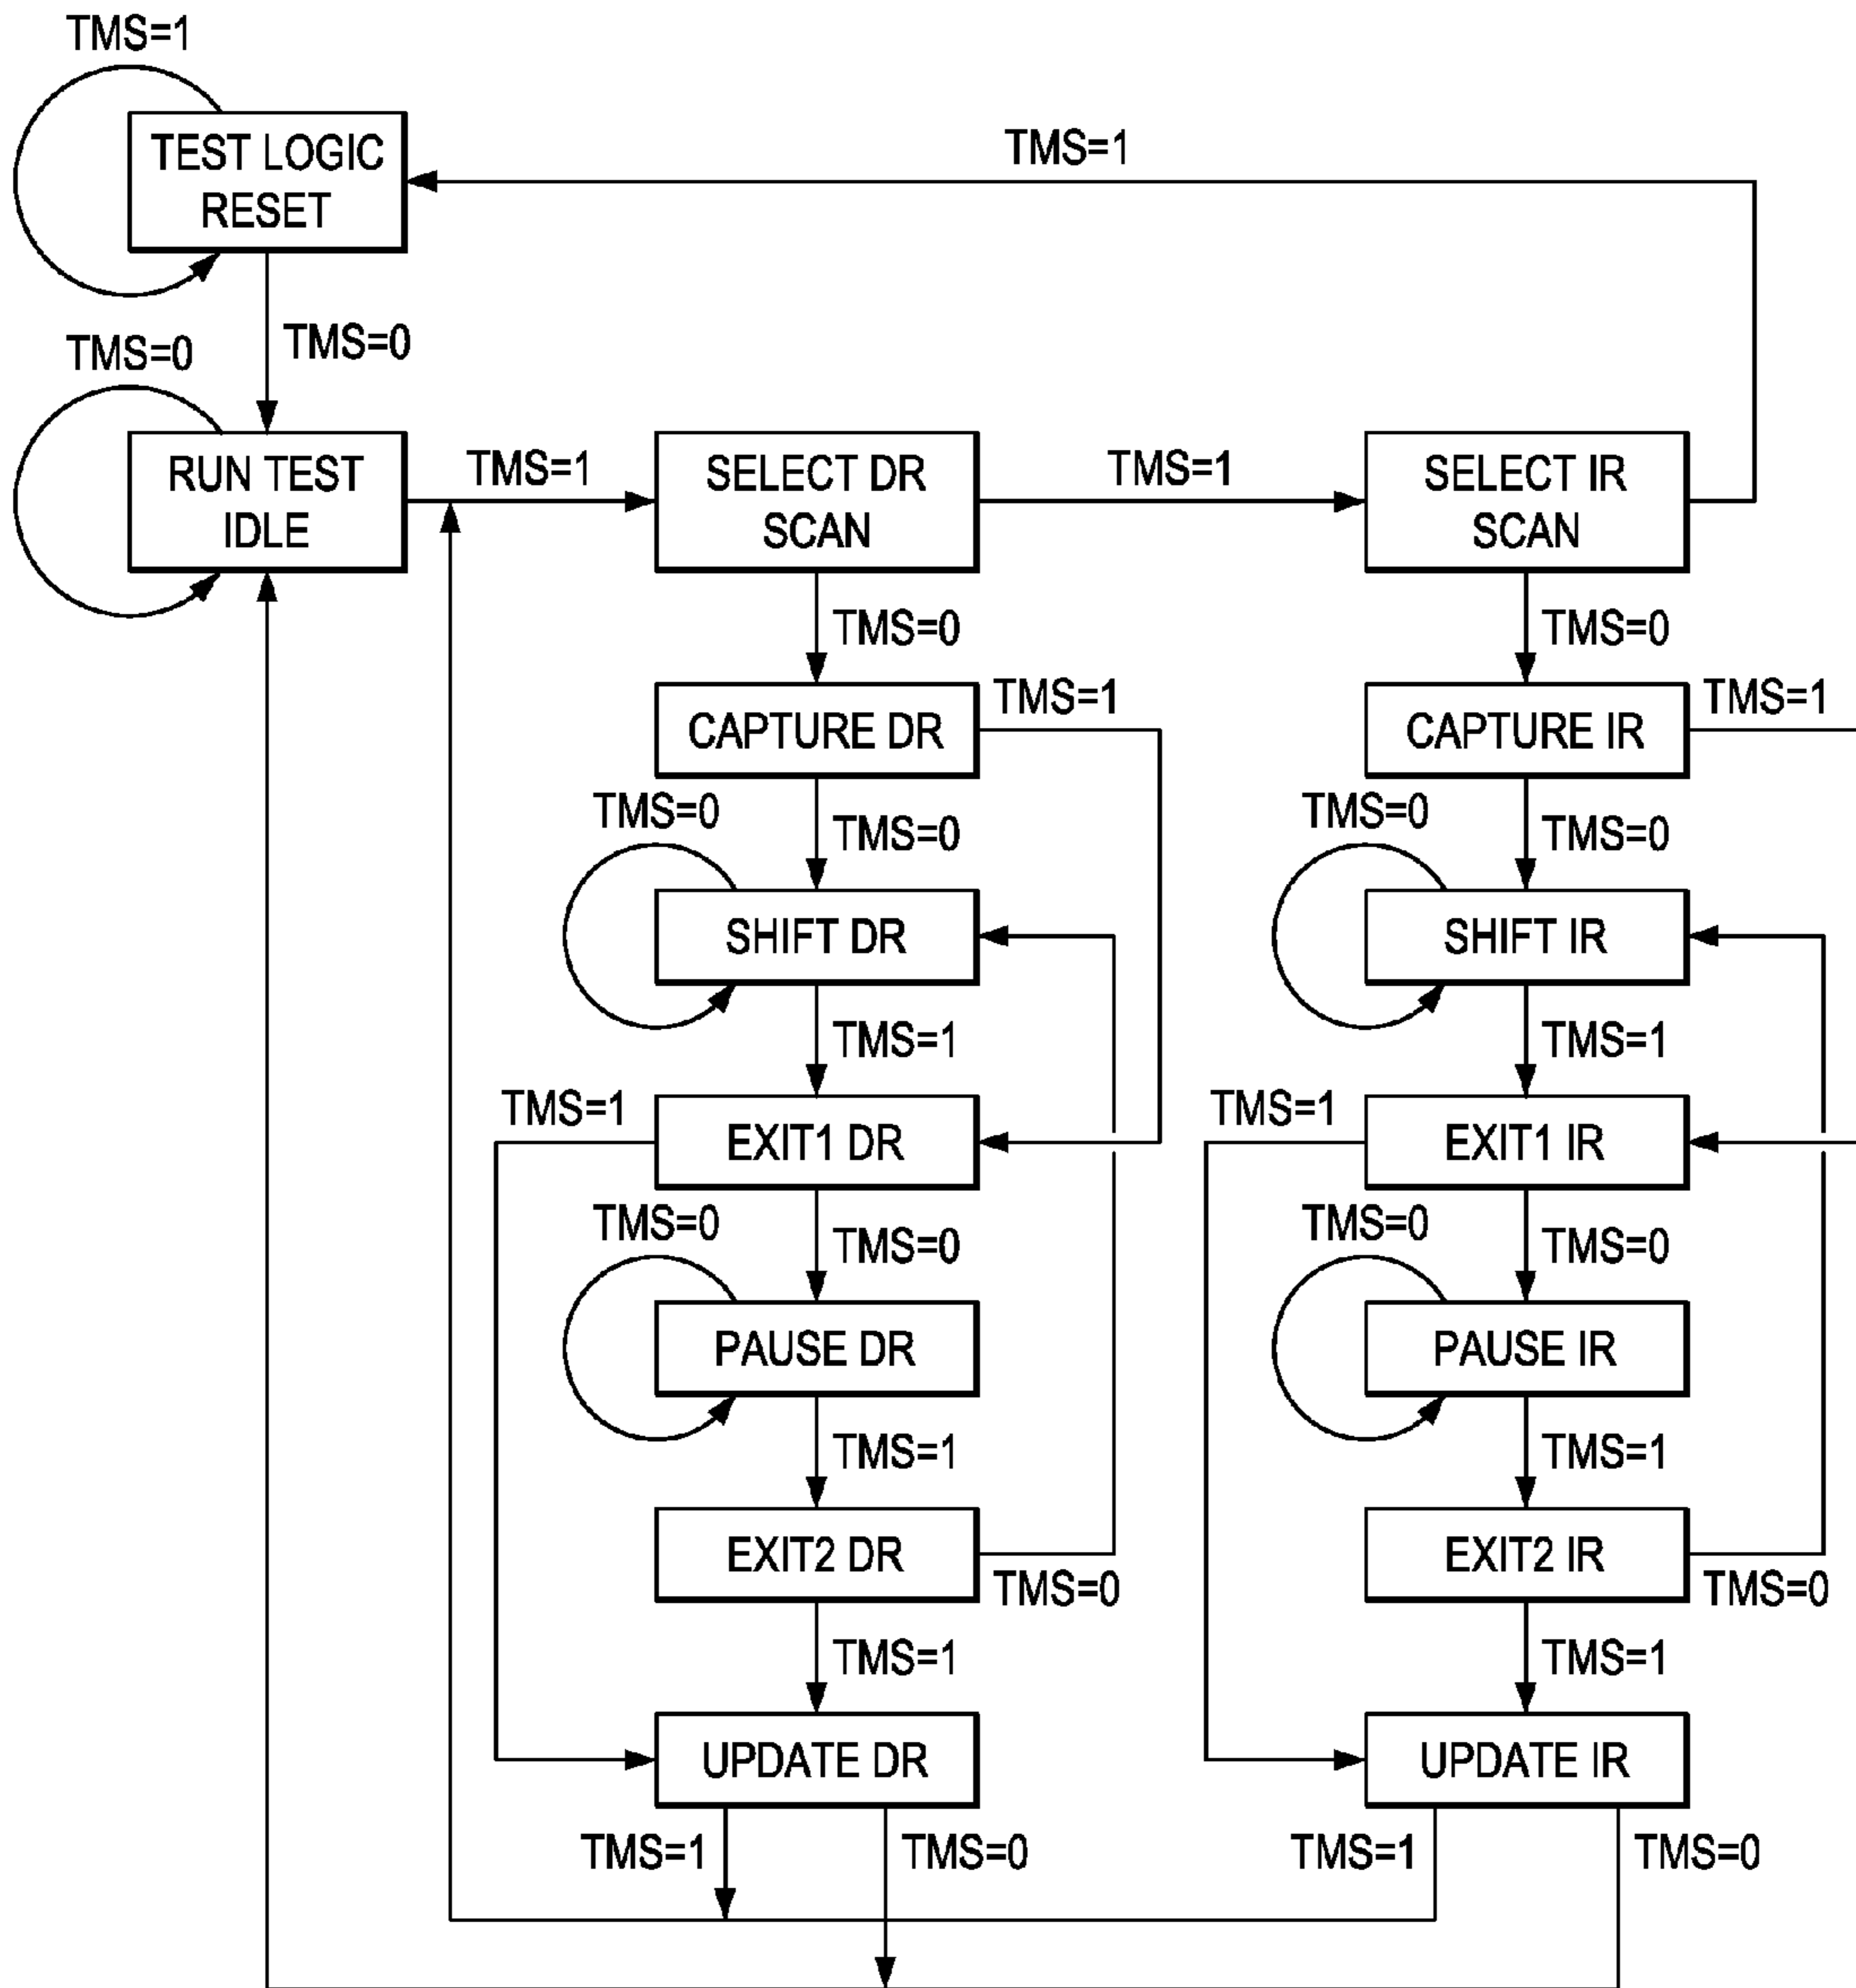 TMS=1
TEST LOGIC
RESET
TMS=1
TMS=0
TMS=0
RUN TEST
IDLE
TMS=1
SELECT DR
SCAN
TMS=1
SELECT IR
SCAN
TMS=0
TMS=0
CAPTURE DR
TMS=1
CAPTURE IR
TMS=1
TMS=0
TMS=0
TMS=0
TMS=0
SHIFT DR
SHIFT IR
TMS=1
TMS=1
TMS=1
EXIT1 DR
TMS=1
EXIT1 IR
TMS=0
TMS=0
TMS=0
TMS=0
PAUSE DR
PAUSE IR
TMS=1
TMS=1
EXIT2 DR
TMS=0
EXIT2 IR
TMS=0
TMS=1
TMS=1
UPDATE DR
UPDATE IR
TMS=1
TMS=0
TMS=1
TMS=0